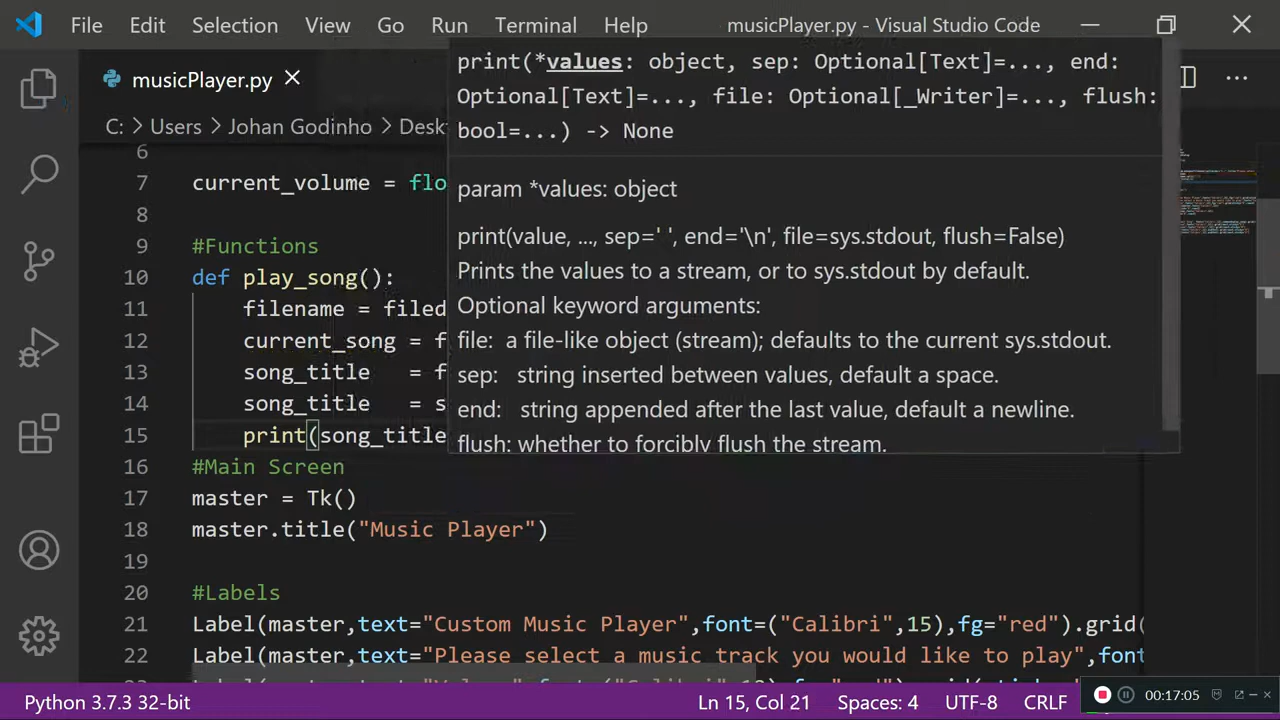 File Edit Selection View Go Run Terminal Help musicPlayer.py - Visual Studio Code
musicPlayer.py
C: > Users > Johan Godinho > Desk
print(*values: object, sep: Optional[Text]=..., end:
Optional[Text]=..., file: Optional[_Writer]=..., flush:
bool=...) -> None
param *values: object
print(value, ..., sep=' ', end='\n', file=sys.stdout, flush=False)
Prints the values to a stream, or to sys.stdout by default.
Optional keyword arguments:
file: a file-like object (stream); defaults to the current sys.stdout.
sep: string inserted between values, default a space.
end: string appended after the last value, default a newline.
flush: whether to forcibly flush the stream.
6
7 current_volume = flo
8
9 #Functions
10 def play_song():
11 filename = filed
12 current_song = f
13 song_title = f
14 song_title = s
15 print(song_title
16 #Main Screen
17 master = Tk()
18 master.title("Music Player")
19
20 #Labels
21 Label(master,text="Custom Music Player",font=("Calibri",15),fg="red").grid(
22 Label(master,text="Please select a music track you would like to play",font
Python 3.7.3 32-bit Ln 15, Col 21 Spaces: 4 UTF-8 CRLF 00:17:05